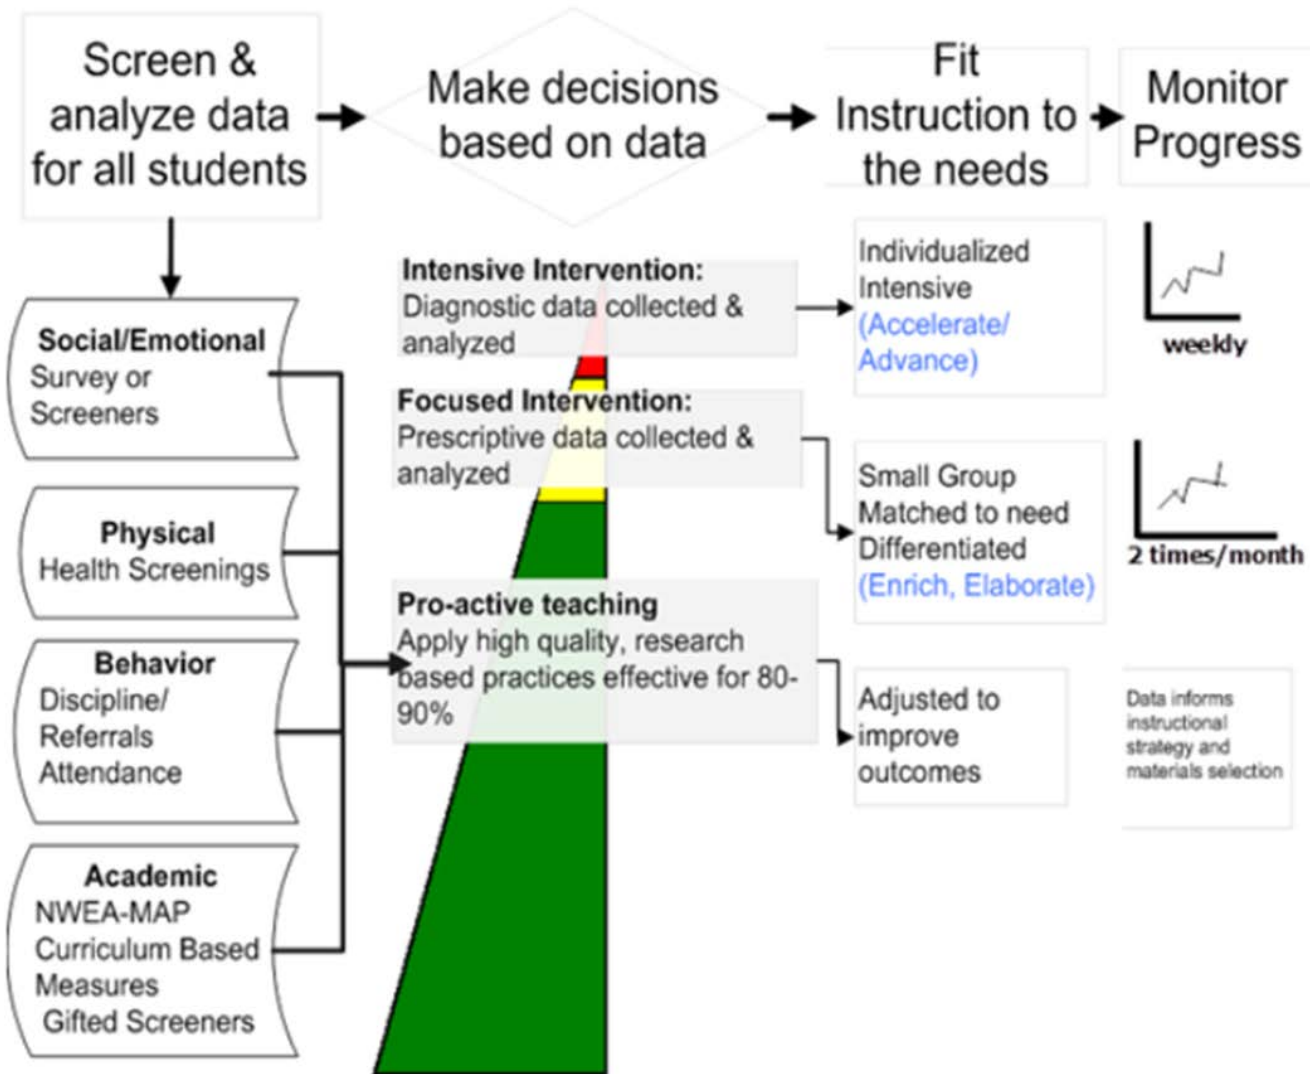 Screen &
analyze data
for all students
Make decisions
based on data
Fit
Instruction to
the needs
Monitor
Progress
Social/Emotional
Survey or
Screeners
Physical
Health Screenings
Behavior
Discipline/
Referrals
Attendance
Academic
NWEA-MAP
Curriculum Based
Measures
Gifted Screeners
Intensive Intervention:
Diagnostic data collected &
analyzed
Focused Intervention:
Prescriptive data collected &
analyzed
Pro-active teaching
Apply high quality, research
based practices effective for 80-
90%
Individualized
Intensive
(Accelerate/
Advance)
Small Group
Matched to need
Differentiated
(Enrich, Elaborate)
Adjusted to
improve
outcomes
weekly
2 times/month
Data informs
instructional
strategy and
materials selection